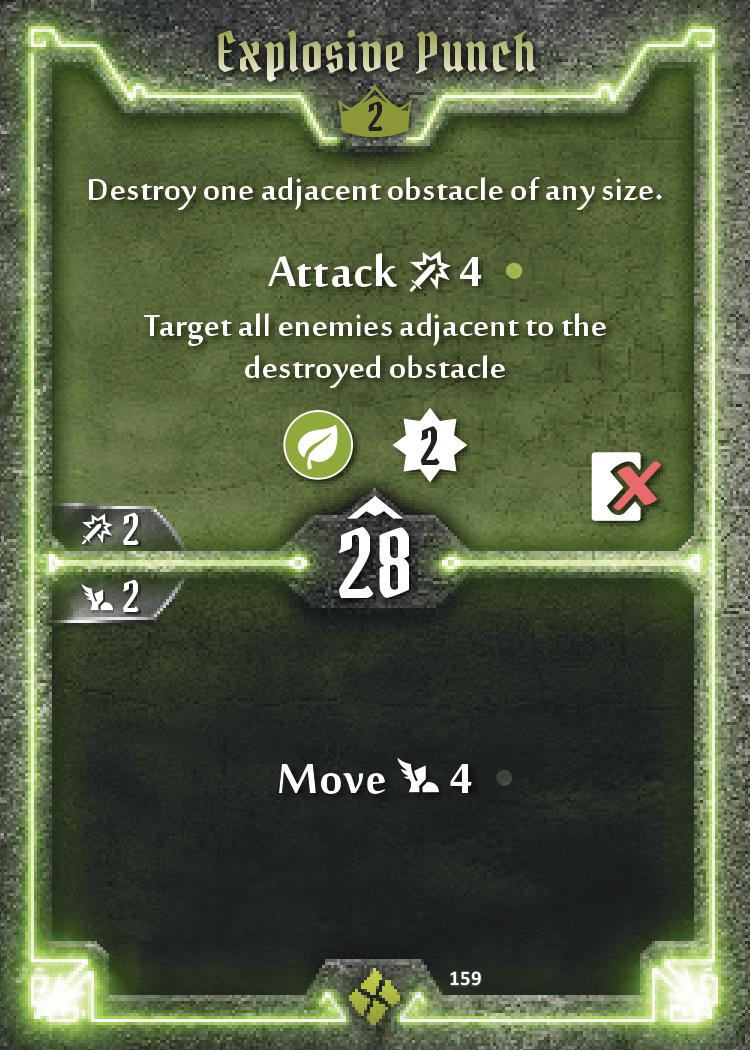 Explosive Punch
2
Destroy one adjacent obstacle of any size.
Attack 4
Target all enemies adjacent to the
destroyed obstacle
2
2
28
2
Move 4
159